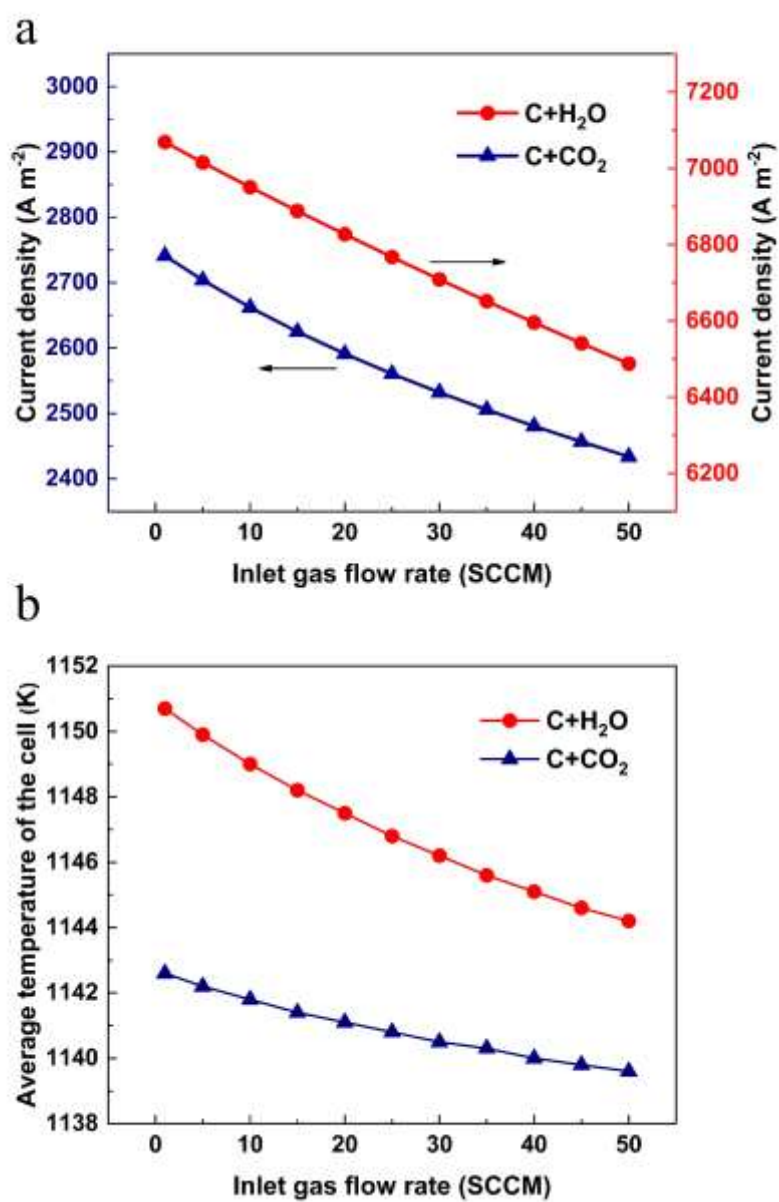 a
3000
2900
2800
2700
2600
2500
2400
Current density (A m⁻²)
7200
7000
6800
6600
6400
6200
Current density (A m⁻²)
C+H₂O
C+CO₂
0 10 20 30 40 50
Inlet gas flow rate (SCCM)
b
1152
1150
1148
1146
1144
1142
1140
1138
Average temperature of the cell (K)
C+H₂O
C+CO₂
0 10 20 30 40 50
Inlet gas flow rate (SCCM)